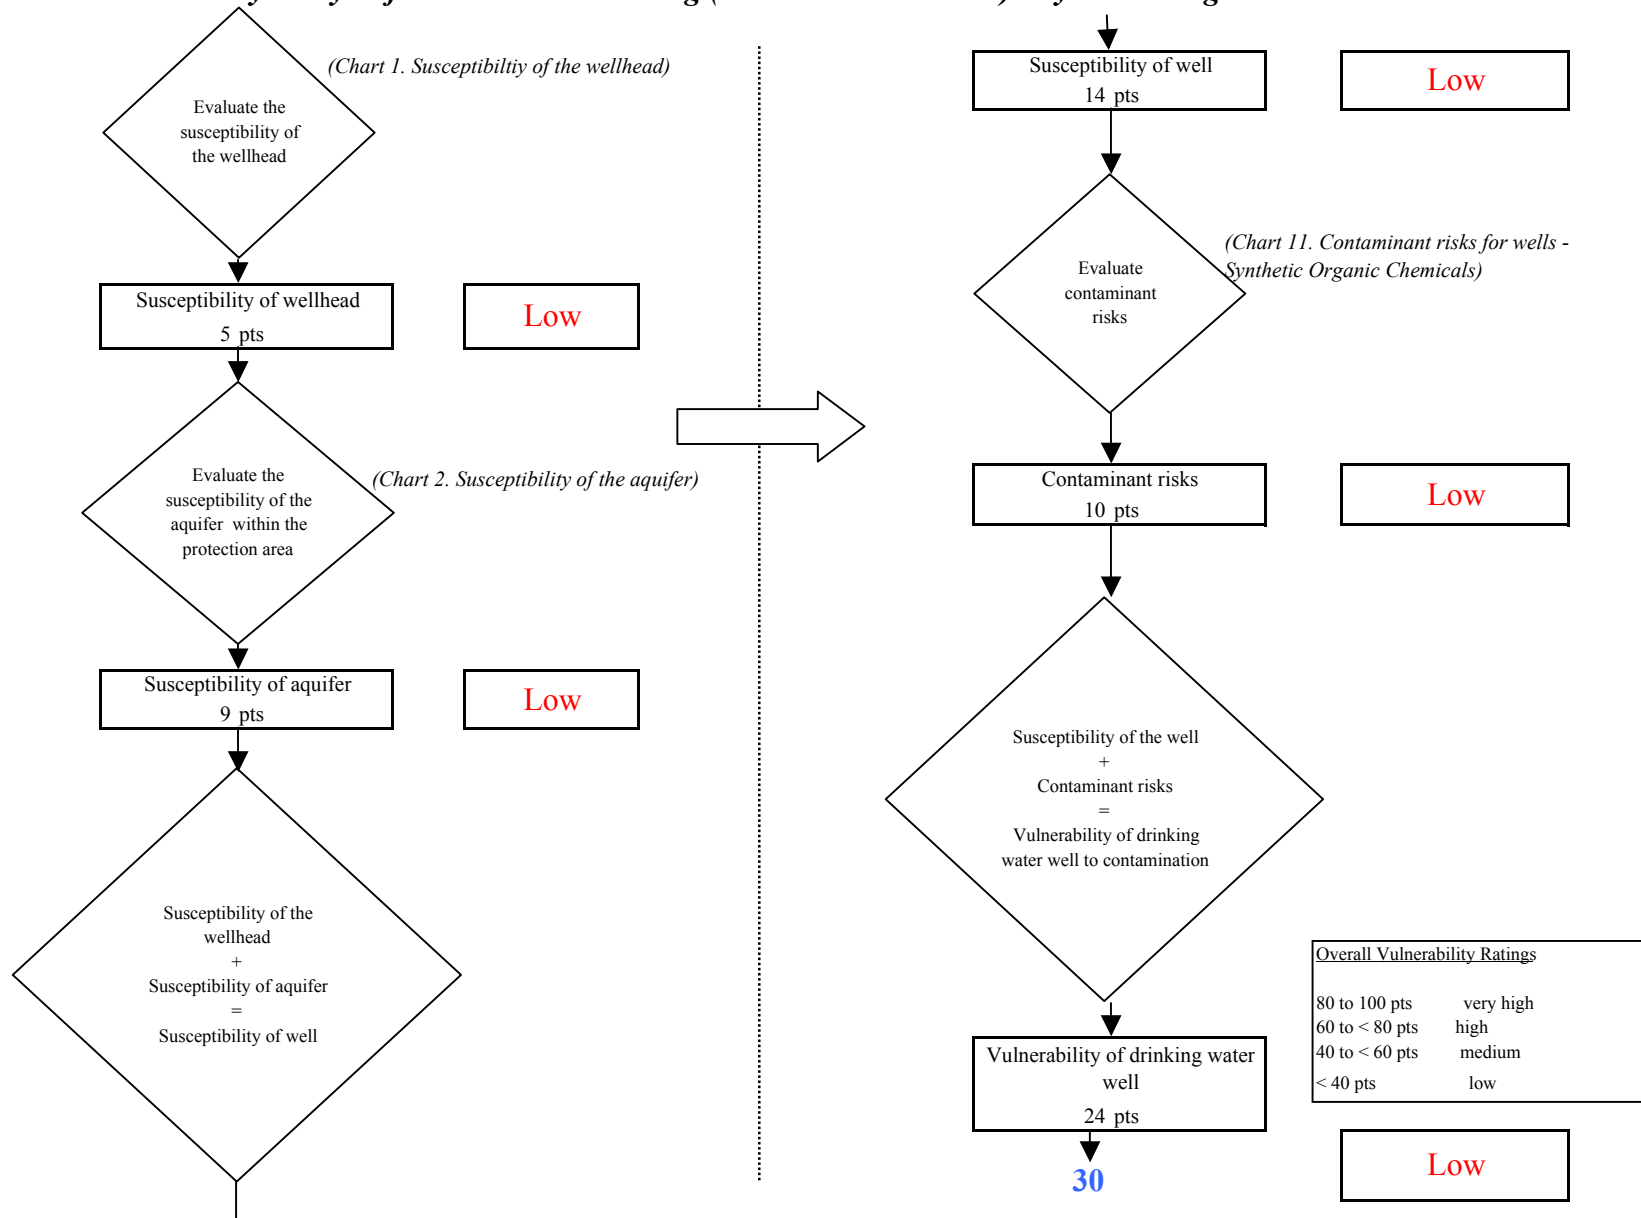 (Chart 1. Susceptibiltiy of the wellhead)
Evaluate the
susceptibility of
the wellhead
Susceptibility of wellhead
5 pts
Low
Evaluate the
susceptibility of the
aquifer within the
protection area
(Chart 2. Susceptibility of the aquifer)
Susceptibility of aquifer
9 pts
Low
Susceptibility of the
wellhead
+
Susceptibility of aquifer
=
Susceptibility of well
Susceptibility of well
14 pts
Low
(Chart 11. Contaminant risks for wells -
Synthetic Organic Chemicals)
Evaluate
contaminant
risks
Contaminant risks
10 pts
Low
Susceptibility of the well
+
Contaminant risks
=
Vulnerability of drinking
water well to contamination
Overall Vulnerability Ratings
80 to 100 pts very high
60 to < 80 pts high
40 to < 60 pts medium
< 40 pts low
Vulnerability of drinking water
well
24 pts
30
Low